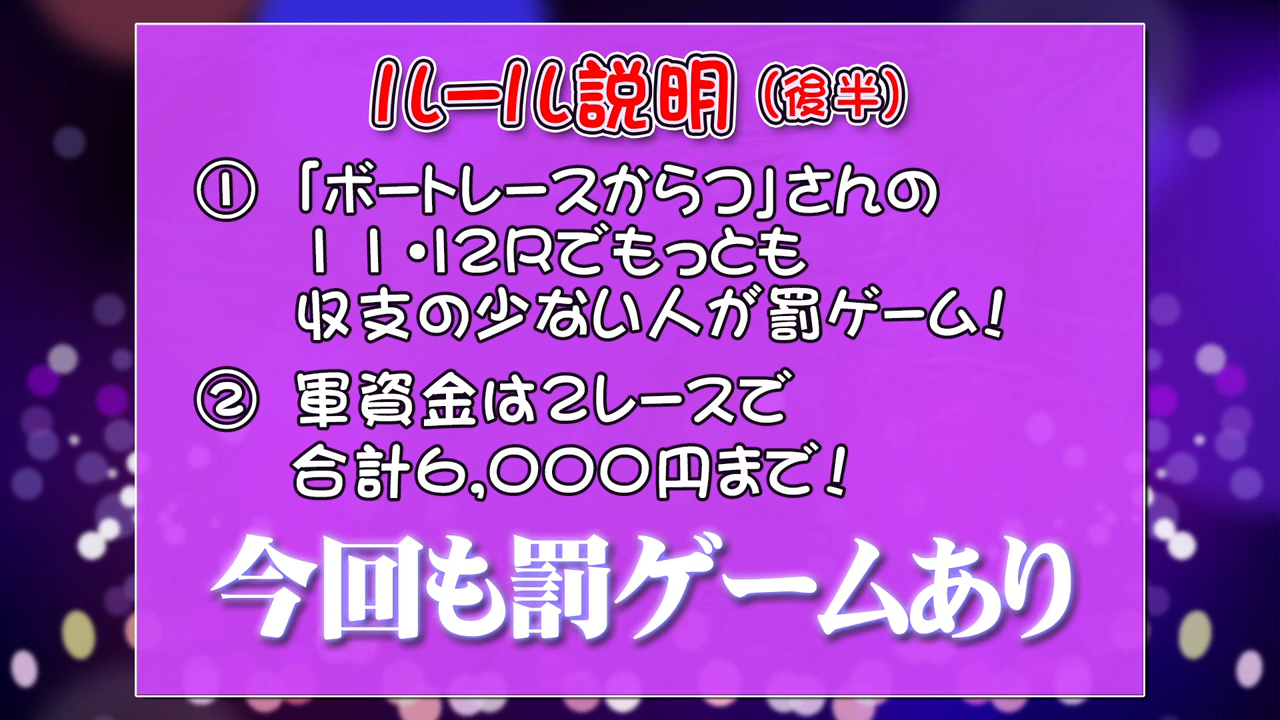 ルール説明（後半）
① 「ボートレースからつ」さんの
１１・12Rでもっとも
収支の少ない人が罰ゲーム！
② 軍資金は2レースで
合計6,000円まで！
今回も罰ゲームあり